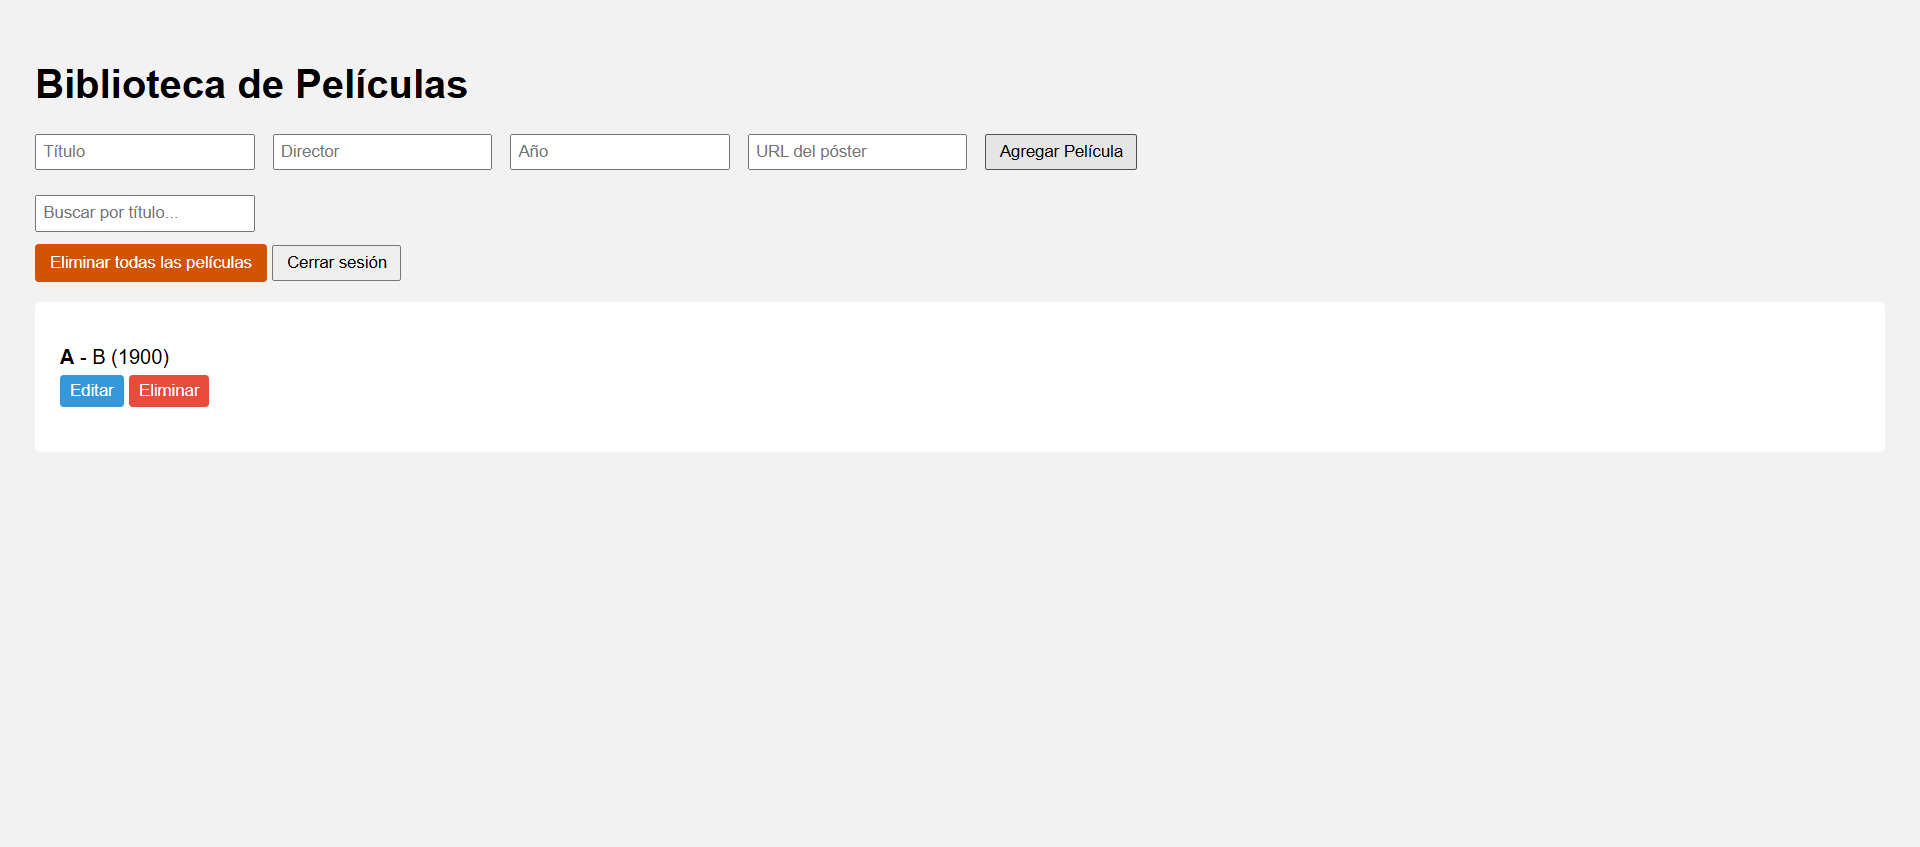 Biblioteca de Películas
Título Director Año URL del póster Agregar Película
Buscar por título...
Eliminar todas las películas Cerrar sesión
A - B (1900)
Editar Eliminar